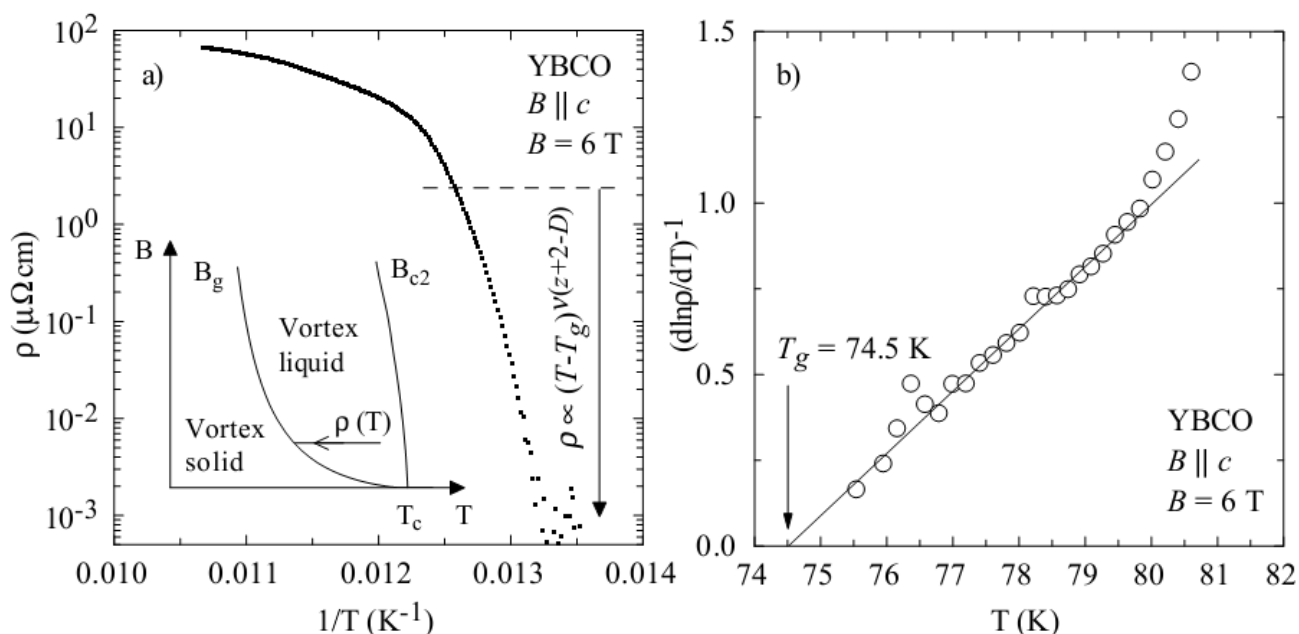 a)
YBCO
B || c
B = 6 T
10^2
10^1
10^0
10^-1
10^-2
10^-3
ρ (μΩcm)
ρ ∝ (T-T_g)^ν(z+2-D)
B
B_g
B_c2
Vortex
liquid
Vortex
solid
ρ (T)
T_c
T
0.010
0.011
0.012
0.013
0.014
1/T (K^-1)
b)
1.5
1.0
0.5
0.0
(dlnρ/dT)^-1
T_g = 74.5 K
YBCO
B || c
B = 6 T
74
75
76
77
78
79
80
81
82
T (K)